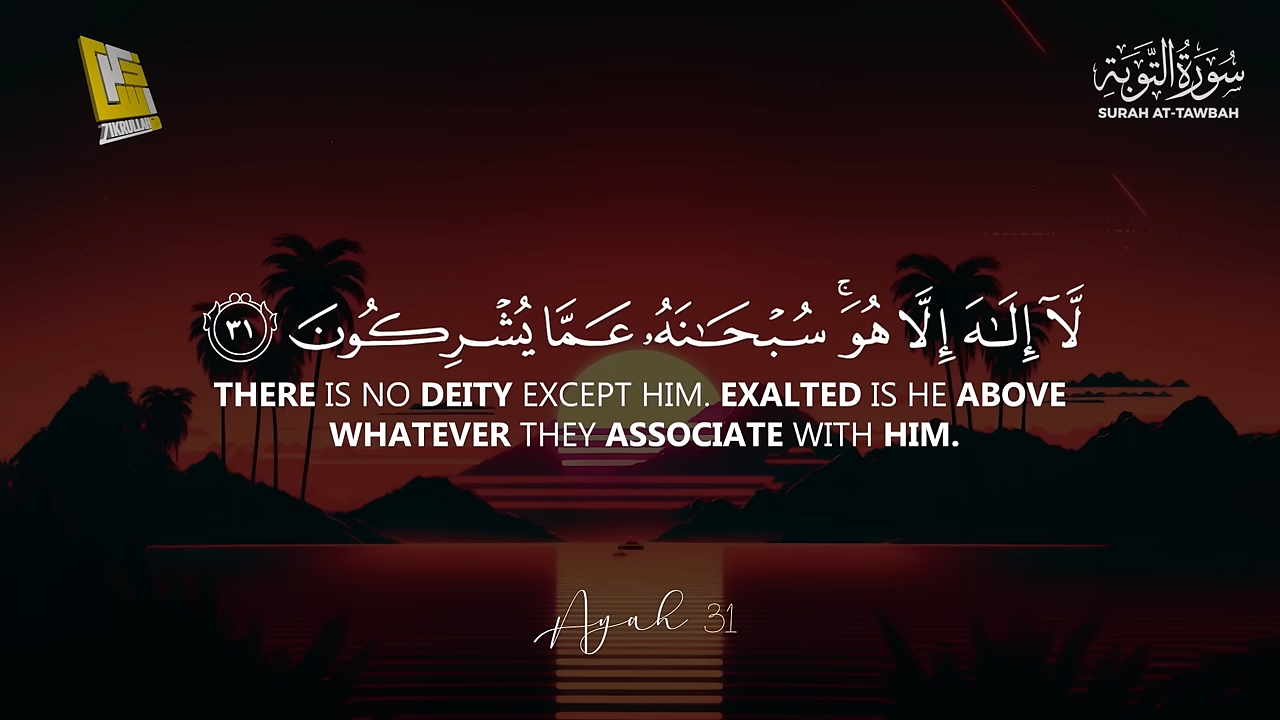 ZIKRULLAH
سُورَةُ التَّوْبَةِ
SURAH AT-TAWBAH
لَّآ إِلَـٰهَ إِلَّا هُوَ ۚ سُبْحَـٰنَهُۥ عَمَّا يُشْرِكُونَ ٣١
THERE IS NO DEITY EXCEPT HIM. EXALTED IS HE ABOVE
WHATEVER THEY ASSOCIATE WITH HIM.
Ayah 31